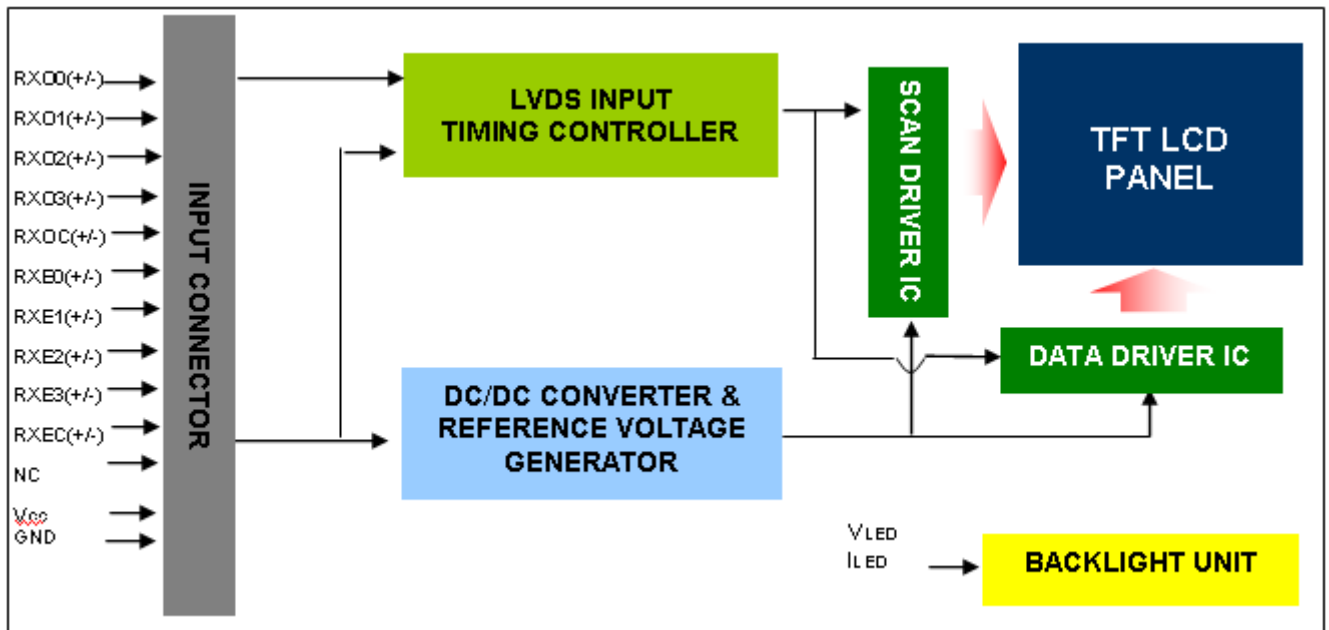 RXO0(+/-)
RXO1(+/-)
RXO2(+/-)
RXO3(+/-)
RXOC(+/-)
RXE0(+/-)
RXE1(+/-)
RXE2(+/-)
RXE3(+/-)
RXEC(+/-)
NC
Vcc
GND
INPUT CONNECTOR
LVDS INPUT
TIMING CONTROLLER
DC/DC CONVERTER &
REFERENCE VOLTAGE
GENERATOR
SCAN DRIVER IC
TFT LCD
PANEL
DATA DRIVER IC
VLED
ILED
BACKLIGHT UNIT